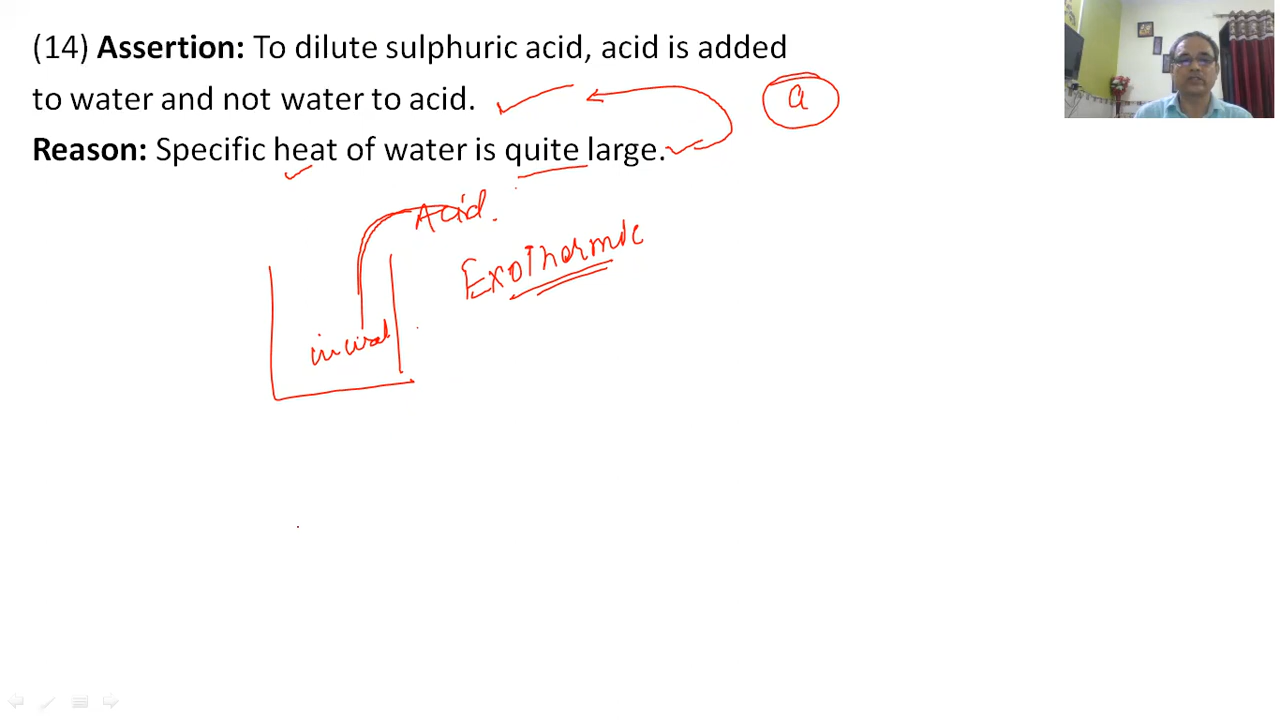 (14) Assertion: To dilute sulphuric acid, acid is added
to water and not water to acid.
a
Reason: Specific heat of water is quite large.
Acid.
Exothermic